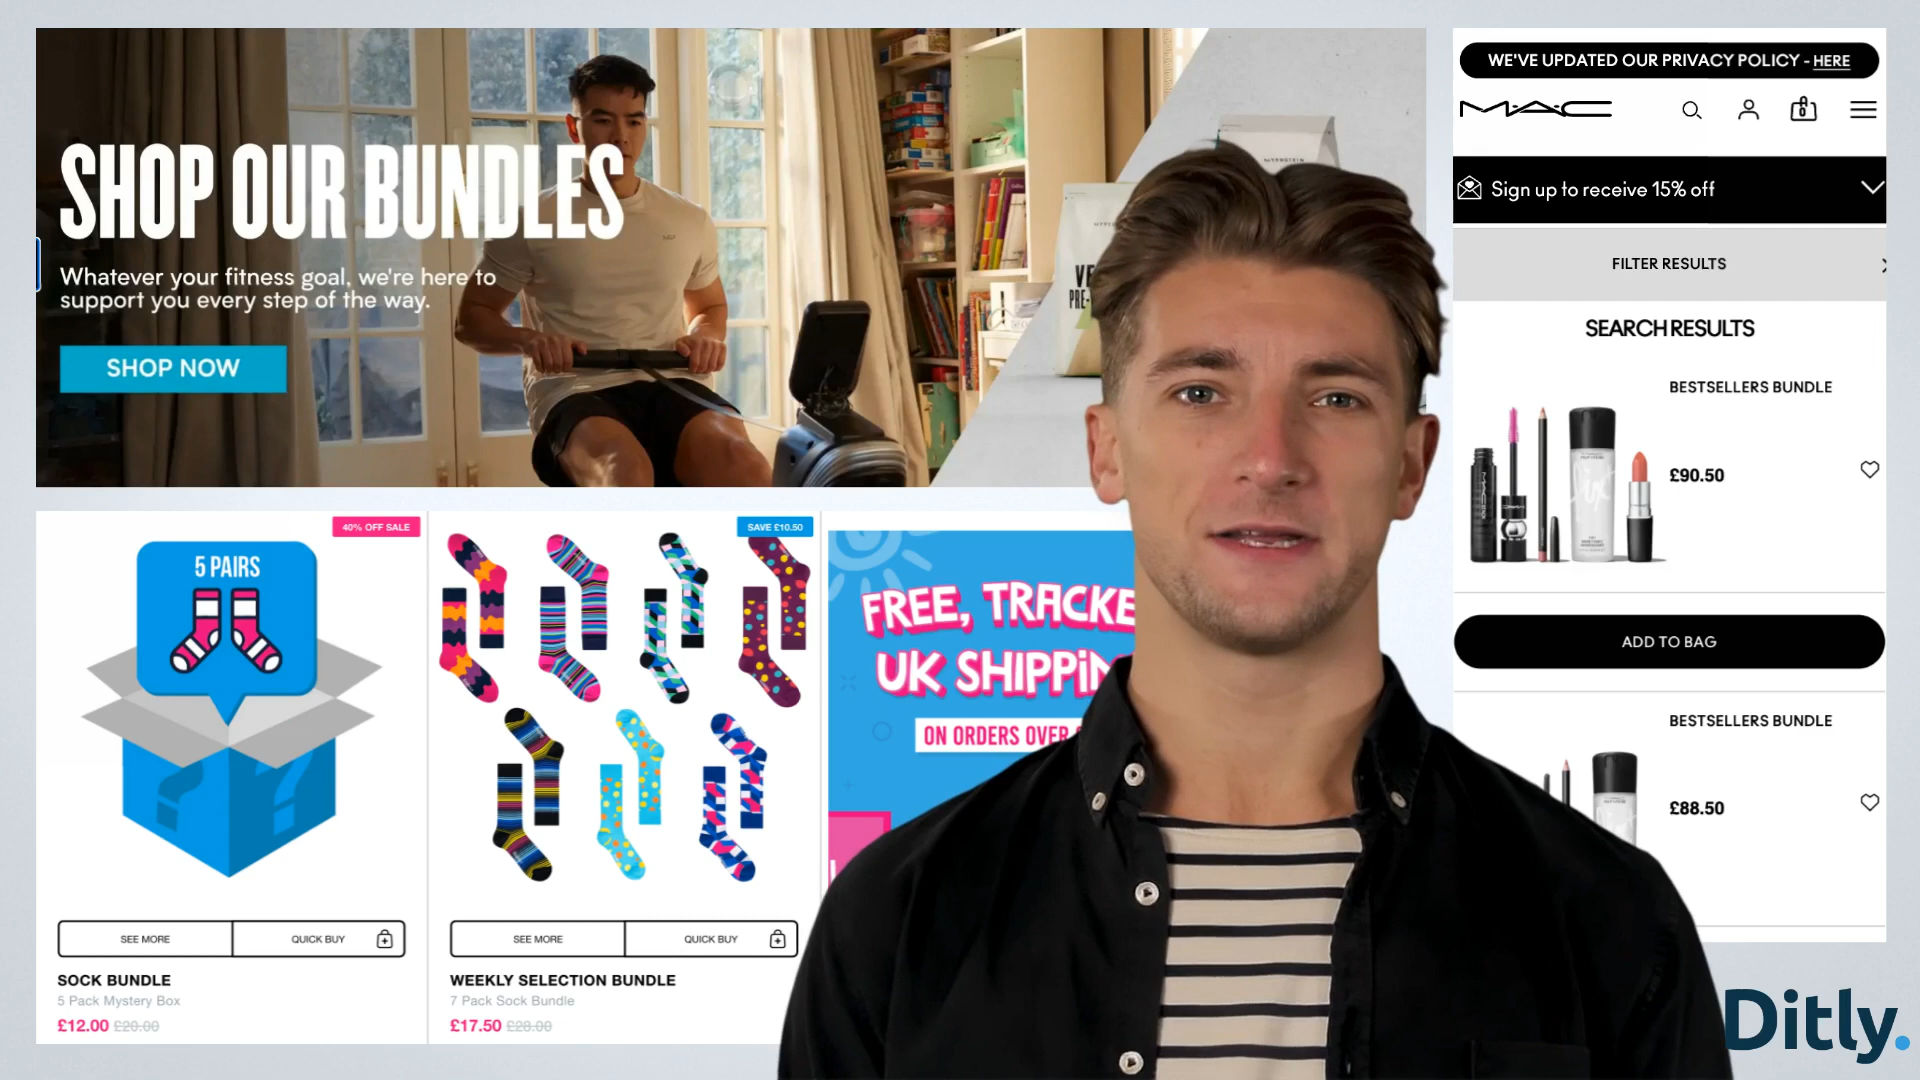 SHOP OUR BUNDLES
Whatever your fitness goal, we're here to
support you every step of the way.
SHOP NOW
WE'VE UPDATED OUR PRIVACY POLICY - HERE
MAC
0
Sign up to receive 15% off
FILTER RESULTS
SEARCH RESULTS
BESTSELLERS BUNDLE
£90.50
ADD TO BAG
BESTSELLERS BUNDLE
£88.50
40% OFF SALE
5 PAIRS
SEE MORE
QUICK BUY
SOCK BUNDLE
5 Pack Mystery Box
£12.00 £20.00
SAVE £10.50
SEE MORE
QUICK BUY
WEEKLY SELECTION BUNDLE
7 Pack Sock Bundle
£17.50 £28.00
FREE, TRACKE
UK SHIPPIN
ON ORDERS OVER
VE
PRE-
Ditly.